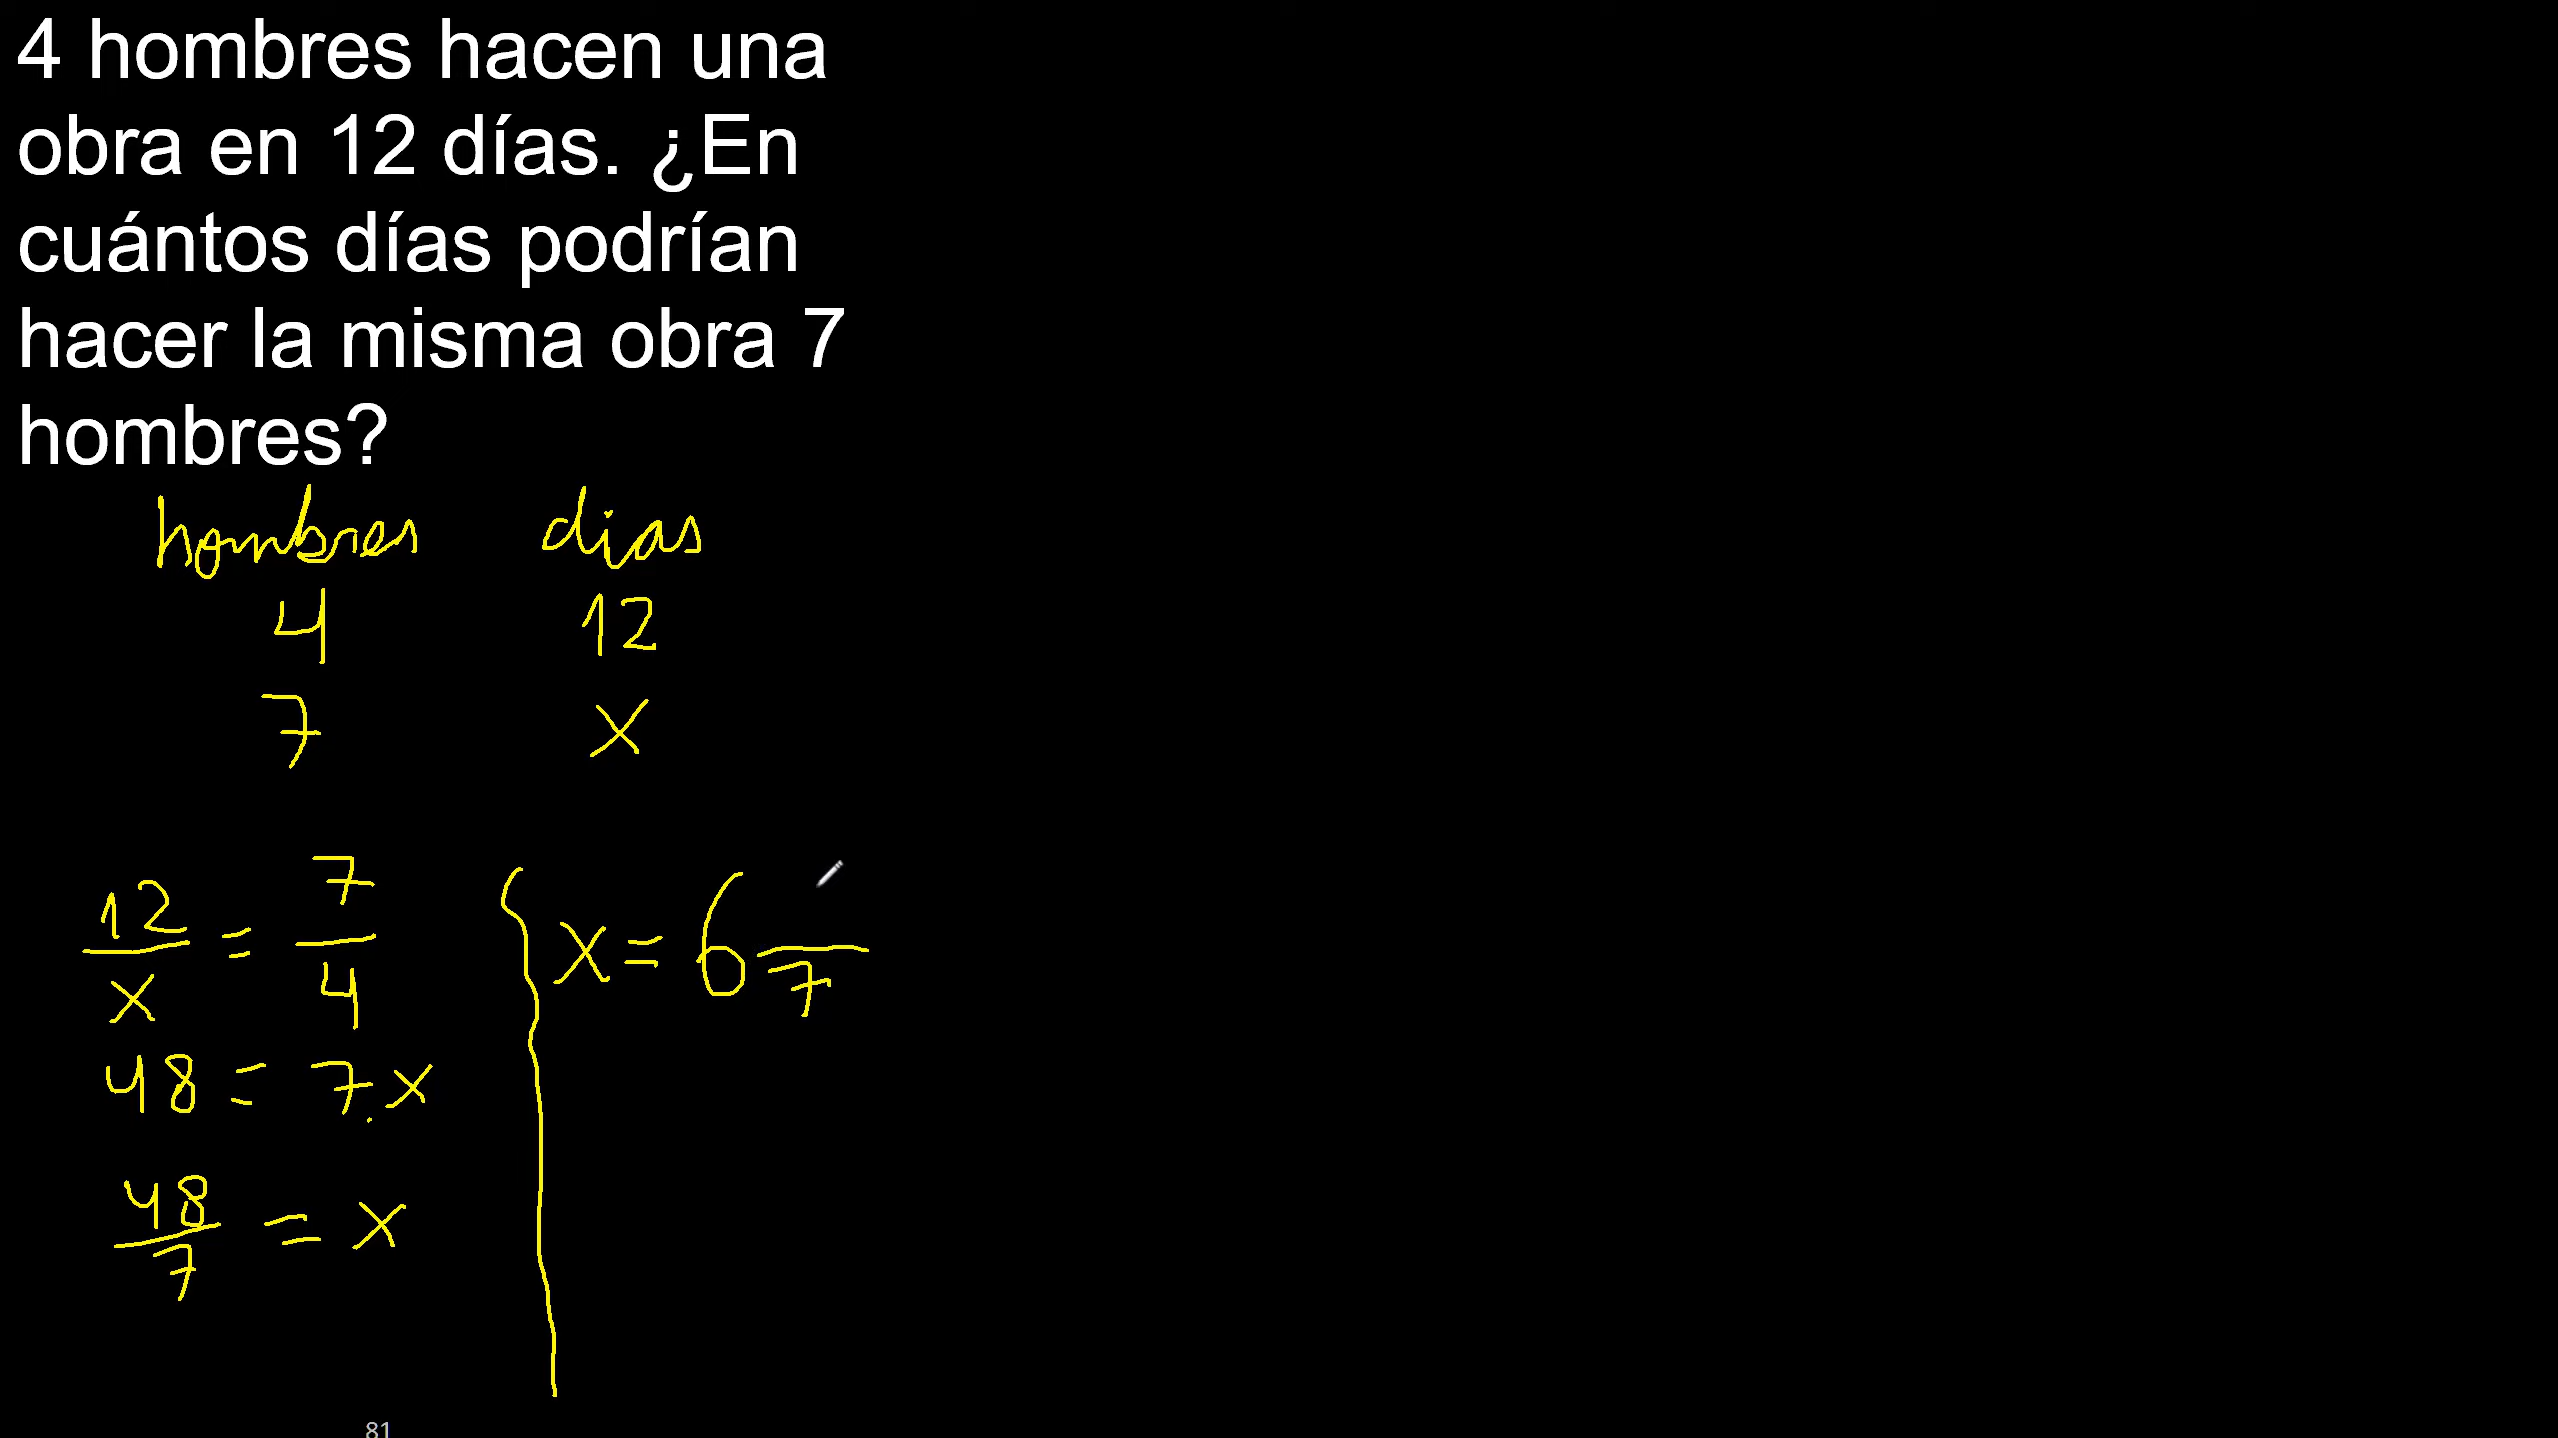 4 hombres hacen una
obra en 12 días. ¿En
cuántos días podrían
hacer la misma obra 7
hombres?
hombres dias
4 12
7 x
12/x = 7/4
48 = 7.x
48/7 = x
x = 6 /7
81